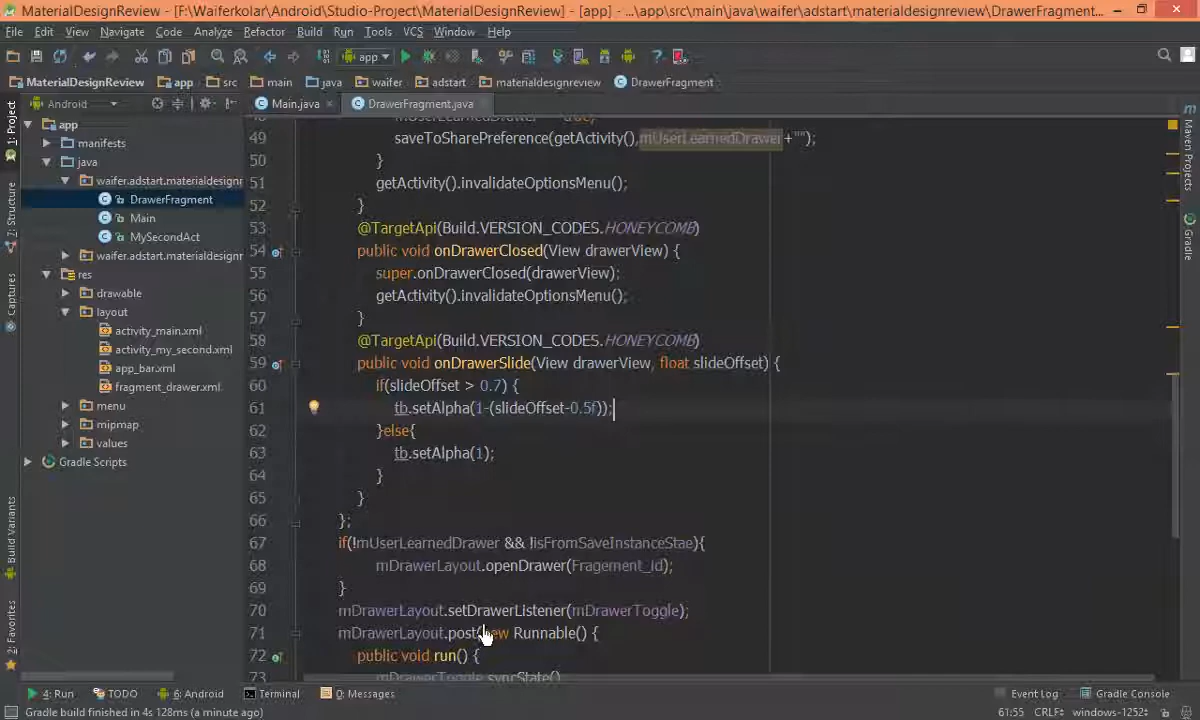 MaterialDesignReview - [F:\Waiferkolar\Android\Studio-Project\MaterialDesignReview] - [app] - ...\app\src\main\java\waifer\adstart\materialdesignreview\DrawerFragment....
File Edit View Navigate Code Analyze Refactor Build Run Tools VCS Window Help
app
MaterialDesignReview app src main java waifer adstart materialdesignreview DrawerFragment
Android Main.java DrawerFragment.java
1: Project
7: Structure
Captures
Build Variants
2: Favorites
app
manifests
java
waifer.adstart.materialdesignr
DrawerFragment
Main
MySecondAct
waifer.adstart.materialdesignr
res
drawable
layout
activity_main.xml
activity_my_second.xml
app_bar.xml
fragment_drawer.xml
menu
mipmap
values
Gradle Scripts
49 saveToSharePreference(getActivity(),mUserLearnedDrawer+"");
50 }
51 getActivity().invalidateOptionsMenu();
52 }
53 @TargetApi(Build.VERSION_CODES.HONEYCOMB)
54 public void onDrawerClosed(View drawerView) {
55 super.onDrawerClosed(drawerView);
56 getActivity().invalidateOptionsMenu();
57 }
58 @TargetApi(Build.VERSION_CODES.HONEYCOMB)
59 public void onDrawerSlide(View drawerView, float slideOffset) {
60 if(slideOffset > 0.7) {
61 tb.setAlpha(1-(slideOffset-0.5f));
62 }else{
63 tb.setAlpha(1);
64 }
65 }
66 };
67 if(!mUserLearnedDrawer && !isFromSaveInstanceStae){
68 mDrawerLayout.openDrawer(Fragement_id);
69 }
70 mDrawerLayout.setDrawerListener(mDrawerToggle);
71 mDrawerLayout.post(new Runnable() {
72 public void run() {
73 mDrawerToggle.syncState()
Maven Projects
Gradle
4: Run TODO 6: Android Terminal 0: Messages Event Log Gradle Console
Gradle build finished in 4s 128ms (a minute ago) 61:55 CRLF windows-1252